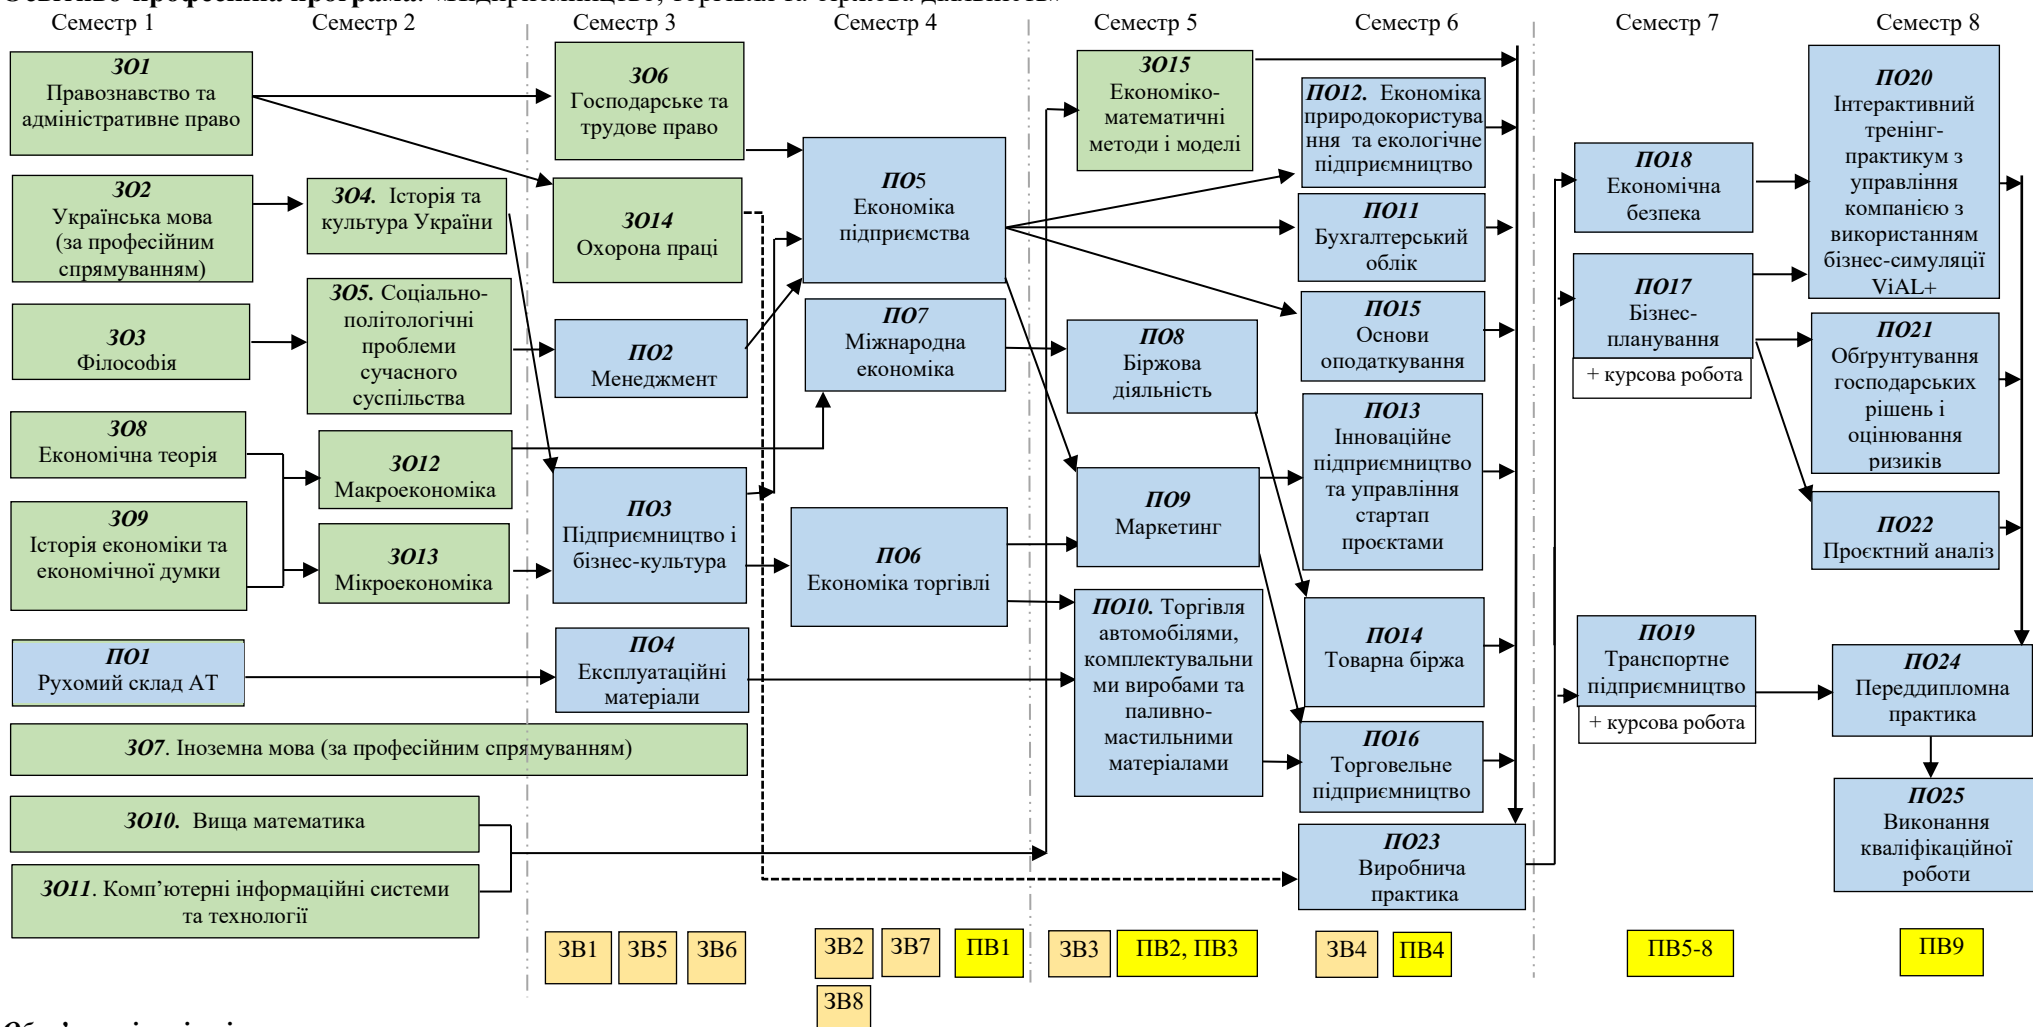 Освітньо-професійна програма: «Підприємництво, торгівля та біржова діяльність»
Семестр 1
Семестр 2
Семестр 3
Семестр 4
Семестр 5
Семестр 6
Семестр 7
Семестр 8
ЗО1
Правознавство та
адміністративне право
ЗО2
Українська мова
(за професійним
спрямуванням)
ЗО3
Філософія
ЗО8
Економічна теорія
ЗО9
Історія економіки та
економічної думки
ПО1
Рухомий склад АТ
ЗО7. Іноземна мова (за професійним спрямуванням)
ЗО10. Вища математика
ЗО11. Комп’ютерні інформаційні системи
та технології
ЗО4. Історія та
культура України
ЗО5. Соціально-
політологічні
проблеми
сучасного
суспільства
ЗО12
Макроекономіка
ЗО13
Мікроекономіка
ЗО6
Господарське та
трудове право
ЗО14
Охорона праці
ПО2
Менеджмент
ПО3
Підприємництво і
бізнес-культура
ПО4
Експлуатаційні
матеріали
ПО5
Економіка
підприємства
ПО7
Міжнародна
економіка
ПО6
Економіка торгівлі
ЗО15
Економіко-
математичні
методи і моделі
ПО8
Біржова
діяльність
ПО9
Маркетинг
ПО10. Торгівля
автомобілями,
комплектувальни
ми виробами та
паливно-
мастильними
матеріалами
ПО12. Економіка
природокористува
ння та екологічне
підприємництво
ПО11
Бухгалтерський
облік
ПО15
Основи
оподаткування
ПО13
Інноваційне
підприємництво
та управління
стартап
проєктами
ПО14
Товарна біржа
ПО16
Торговельне
підприємництво
ПО23
Виробнича
практика
ПО18
Економічна
безпека
ПО17
Бізнес-
планування
+ курсова робота
ПО19
Транспортне
підприємництво
+ курсова робота
ПО20
Інтерактивний
тренінг-
практикум з
управління
компанією з
використанням
бізнес-симуляції
ViAL+
ПО21
Обґрунтування
господарських
рішень і
оцінювання
ризиків
ПО22
Проєктний аналіз
ПО24
Переддипломна
практика
ПО25
Виконання
кваліфікаційної
роботи
ЗВ1
ЗВ5
ЗВ6
ЗВ2
ЗВ7
ПВ1
ЗВ8
ЗВ3
ПВ2, ПВ3
ЗВ4
ПВ4
ПВ5-8
ПВ9